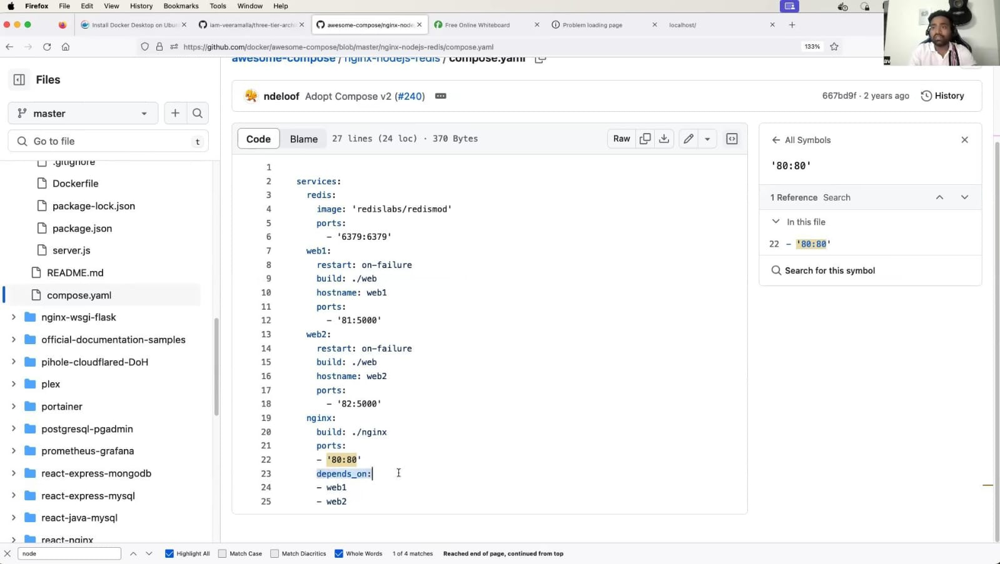 Firefox File Edit View History Bookmarks Tools Window Help
Install Docker Desktop on Ubun
iam-veeramalla/three-tier-archi
awesome-compose/nginx-node
Free Online Whiteboard
Problem loading page
localhost/
https://github.com/docker/awesome-compose/blob/master/nginx-nodejs-redis/compose.yaml
133%
awesome-compose / nginx-nodejs-redis / compose.yaml
Files
master
Go to file
t
.gitignore
Dockerfile
package-lock.json
package.json
server.js
README.md
compose.yaml
nginx-wsgi-flask
official-documentation-samples
pihole-cloudflared-DoH
plex
portainer
postgresql-pgadmin
prometheus-grafana
react-express-mongodb
react-express-mysql
react-java-mysql
react-nginx
ndeloof Adopt Compose v2 (#240)
667bd9f · 2 years ago
History
Code Blame 27 lines (24 loc) · 370 Bytes
Raw
1
2 services:
3 redis:
4 image: 'redislabs/redismod'
5 ports:
6 - '6379:6379'
7 web1:
8 restart: on-failure
9 build: ./web
10 hostname: web1
11 ports:
12 - '81:5000'
13 web2:
14 restart: on-failure
15 build: ./web
16 hostname: web2
17 ports:
18 - '82:5000'
19 nginx:
20 build: ./nginx
21 ports:
22 - '80:80'
23 depends_on:
24 - web1
25 - web2
All Symbols
'80:80'
1 Reference Search
In this file
22 - '80:80'
Search for this symbol
node
Highlight All Match Case Match Diacritics Whole Words 1 of 4 matches Reached end of page, continued from top